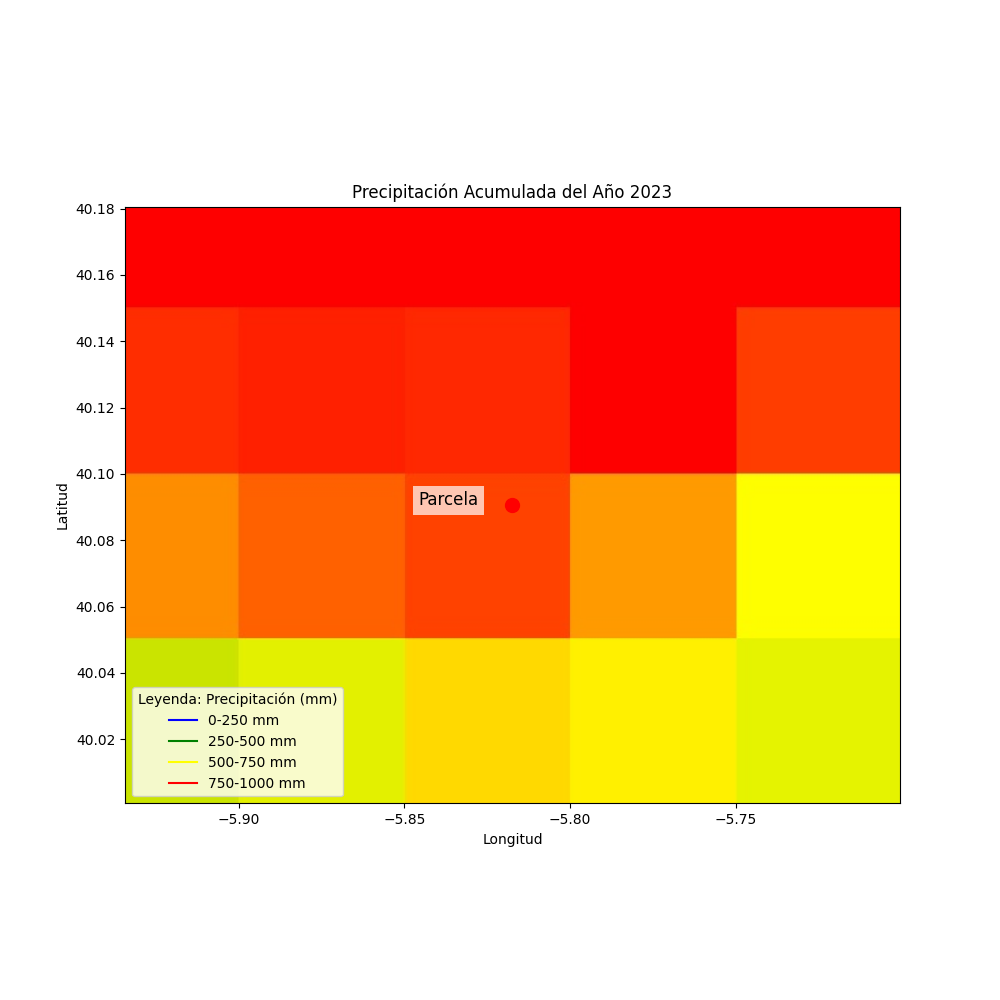 Precipitación Acumulada del Año 2023
40.18
40.16
40.14
40.12
40.10
40.08
40.06
40.04
40.02
Latitud
Parcela
Leyenda: Precipitación (mm)
0-250 mm
250-500 mm
500-750 mm
750-1000 mm
−5.90
−5.85
−5.80
−5.75
Longitud